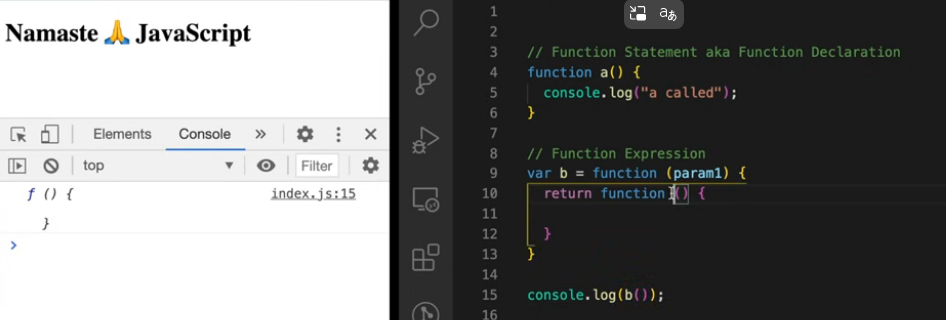 Namaste 🙏 JavaScript
Elements Console »
top Filter
f () { index.js:15
}
>
1
2
3 // Function Statement aka Function Declaration
4 function a() {
5 console.log("a called");
6 }
7
8 // Function Expression
9 var b = function (param1) {
10 return function () {
11
12 }
13 }
14
15 console.log(b());
16
aあ